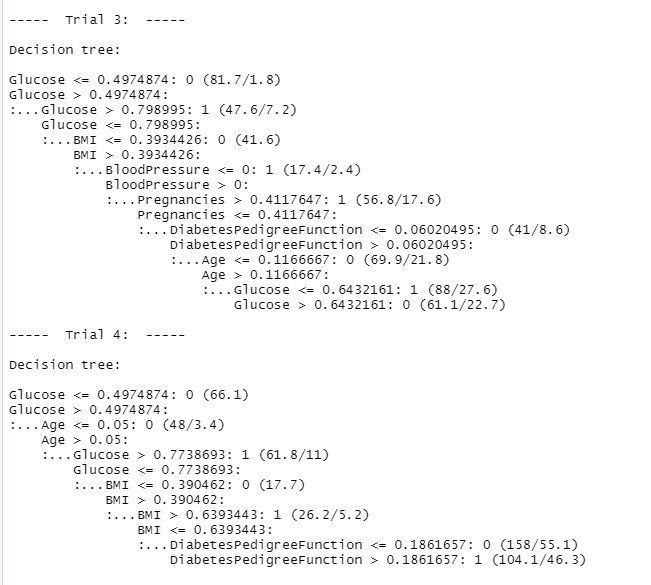 -----  Trial 3:  -----
Decision tree:
Glucose <= 0.4974874: 0 (81.7/1.8)
Glucose > 0.4974874:
:...Glucose > 0.798995: 1 (47.6/7.2)
    Glucose <= 0.798995:
    :...BMI <= 0.3934426: 0 (41.6)
        BMI > 0.3934426:
        :...BloodPressure <= 0: 1 (17.4/2.4)
            BloodPressure > 0:
            :...Pregnancies > 0.4117647: 1 (56.8/17.6)
                Pregnancies <= 0.4117647:
                :...DiabetesPedigreeFunction <= 0.06020495: 0 (41/8.6)
                    DiabetesPedigreeFunction > 0.06020495:
                    :...Age <= 0.1166667: 0 (69.9/21.8)
                        Age > 0.1166667:
                        :...Glucose <= 0.6432161: 1 (88/27.6)
                            Glucose > 0.6432161: 0 (61.1/22.7)
-----  Trial 4:  -----
Decision tree:
Glucose <= 0.4974874: 0 (66.1)
Glucose > 0.4974874:
:...Age <= 0.05: 0 (48/3.4)
    Age > 0.05:
    :...Glucose > 0.7738693: 1 (61.8/11)
        Glucose <= 0.7738693:
        :...BMI <= 0.390462: 0 (17.7)
            BMI > 0.390462:
            :...BMI > 0.6393443: 1 (26.2/5.2)
                BMI <= 0.6393443:
                :...DiabetesPedigreeFunction <= 0.1861657: 0 (158/55.1)
                    DiabetesPedigreeFunction > 0.1861657: 1 (104.1/46.3)